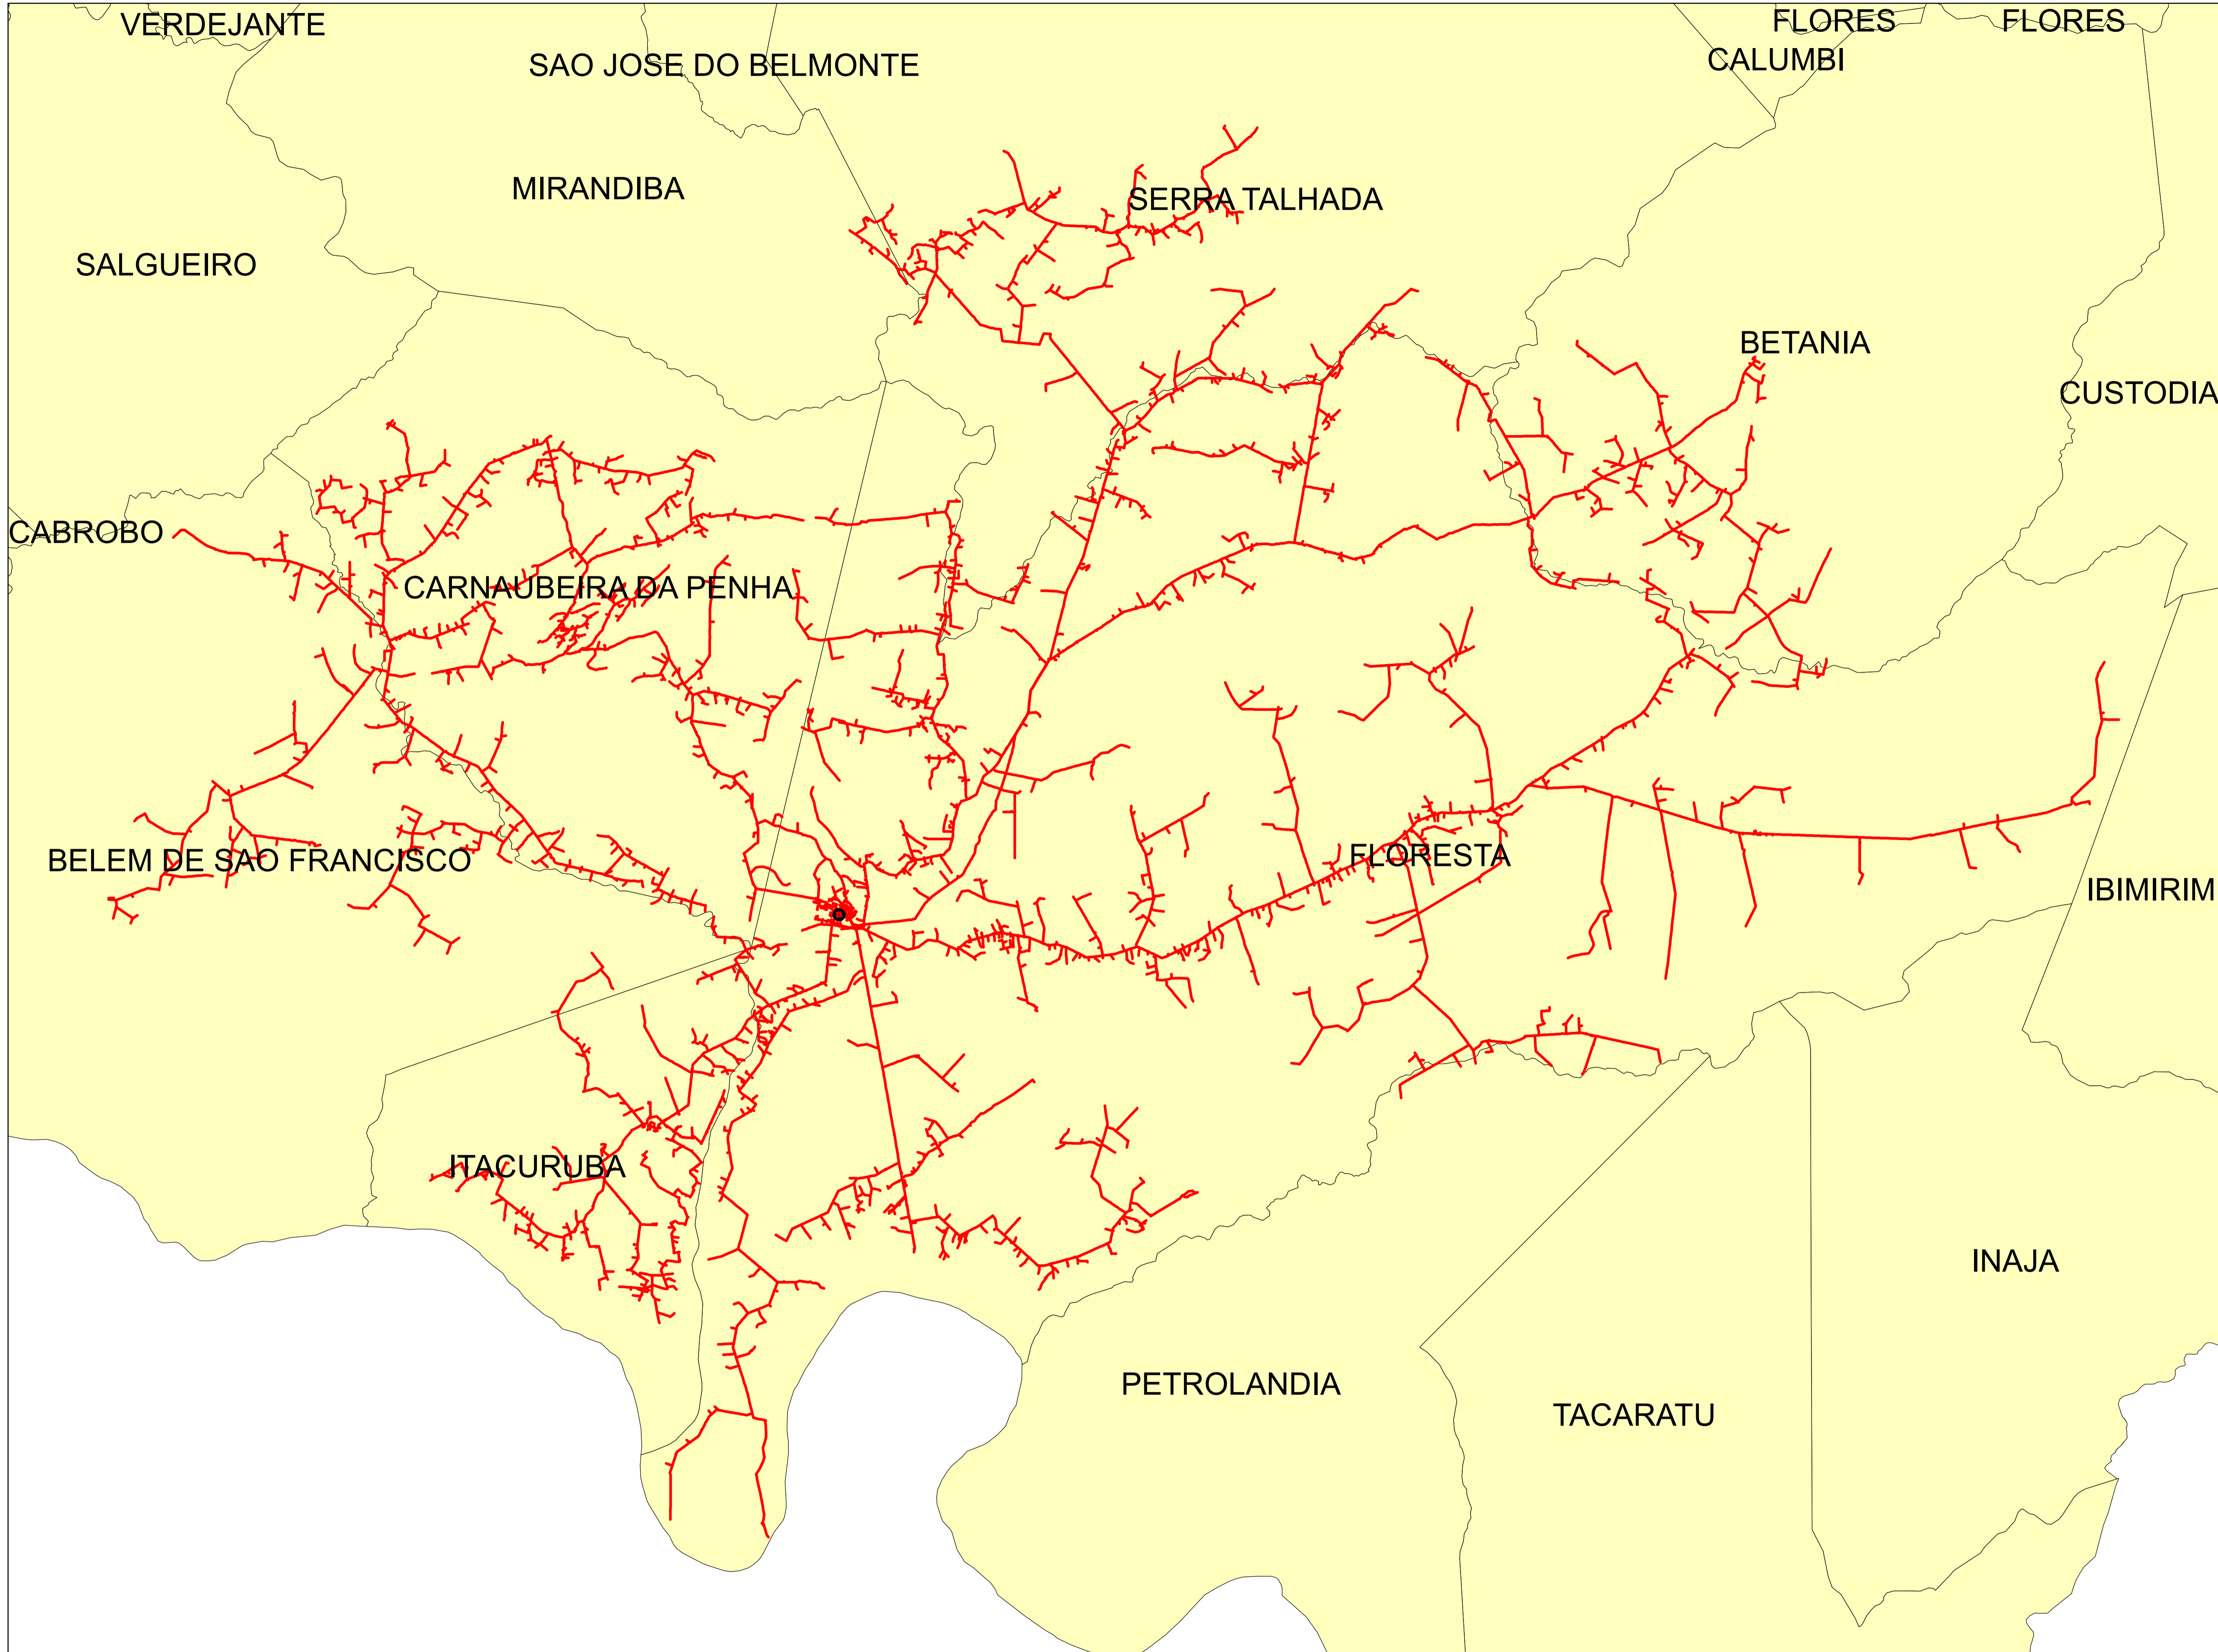 VERDEJANTE
FLORES
FLORES
SAO JOSE DO BELMONTE
CALUMBI
MIRANDIBA
SERRA TALHADA
SALGUEIRO
BETANIA
CUSTODIA
CABROBO
CARNAUBEIRA DA PENHA
BELEM DE SAO FRANCISCO
FLORESTA
IBIMIRIM
ITACURUBA
INAJA
PETROLANDIA
TACARATU